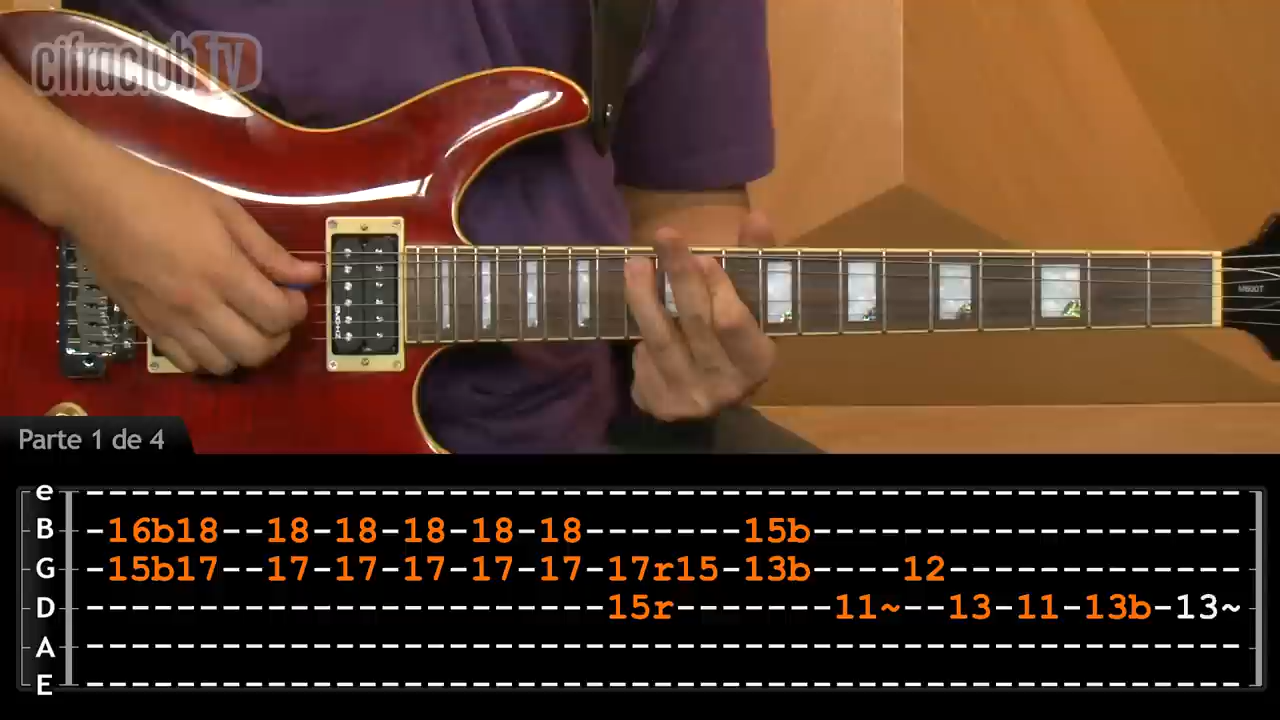 cifraclub tv
M600T
Parte 1 de 4
e ------------------------------------------------------------
B -16b18--18-18-18-18-18-------15b----------------------
G -15b17--17-17-17-17-17-17r15-13b----12----------------
D -----------------------15r-------11~--13-11-13b-13~
A ------------------------------------------------------------
E ------------------------------------------------------------